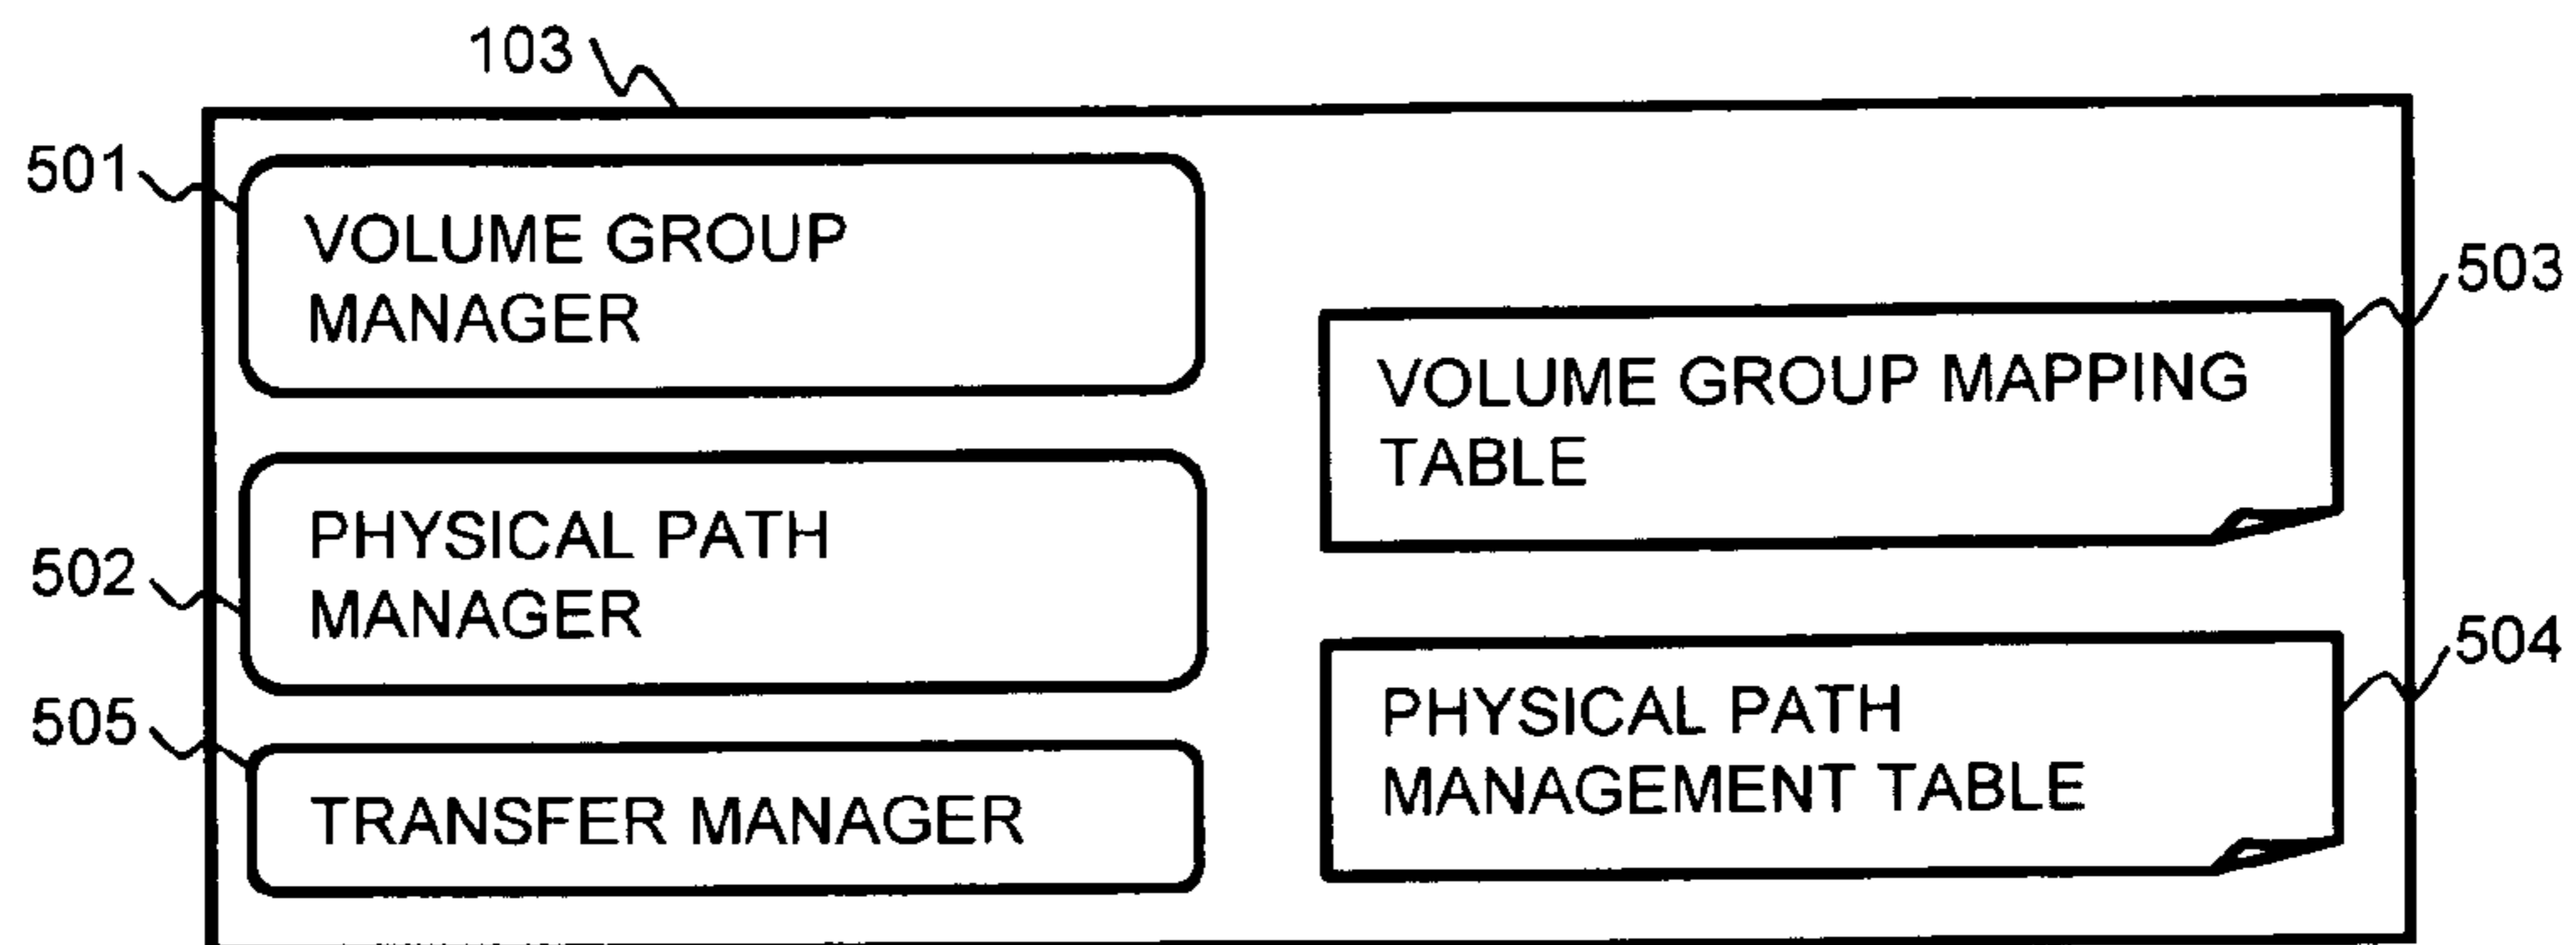 103
501
VOLUME GROUP
MANAGER
503
VOLUME GROUP MAPPING
TABLE
502
PHYSICAL PATH
MANAGER
504
PHYSICAL PATH
MANAGEMENT TABLE
505
TRANSFER MANAGER